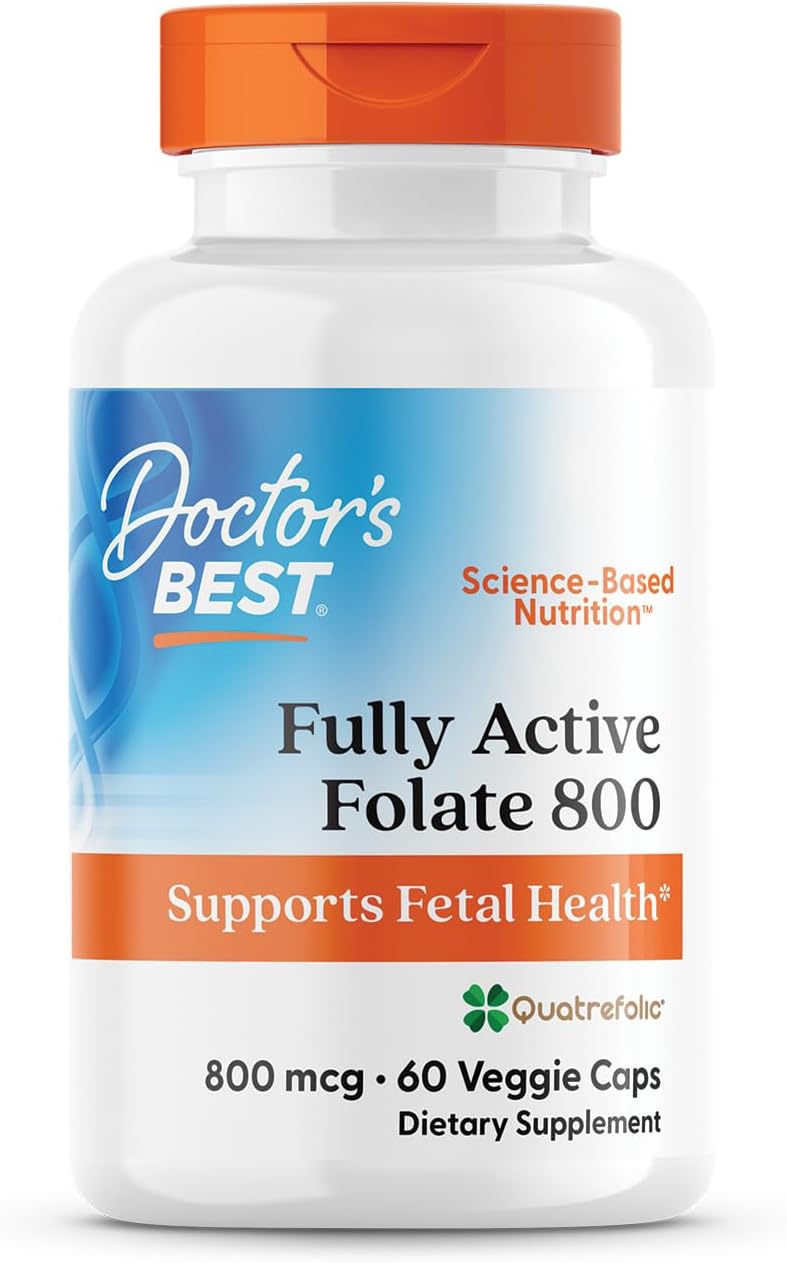 Doctor's
BEST®
Science-Based
Nutrition™
Fully Active
Folate 800
Supports Fetal Health*
Quatrefolic®
800 mcg • 60 Veggie Caps
Dietary Supplement